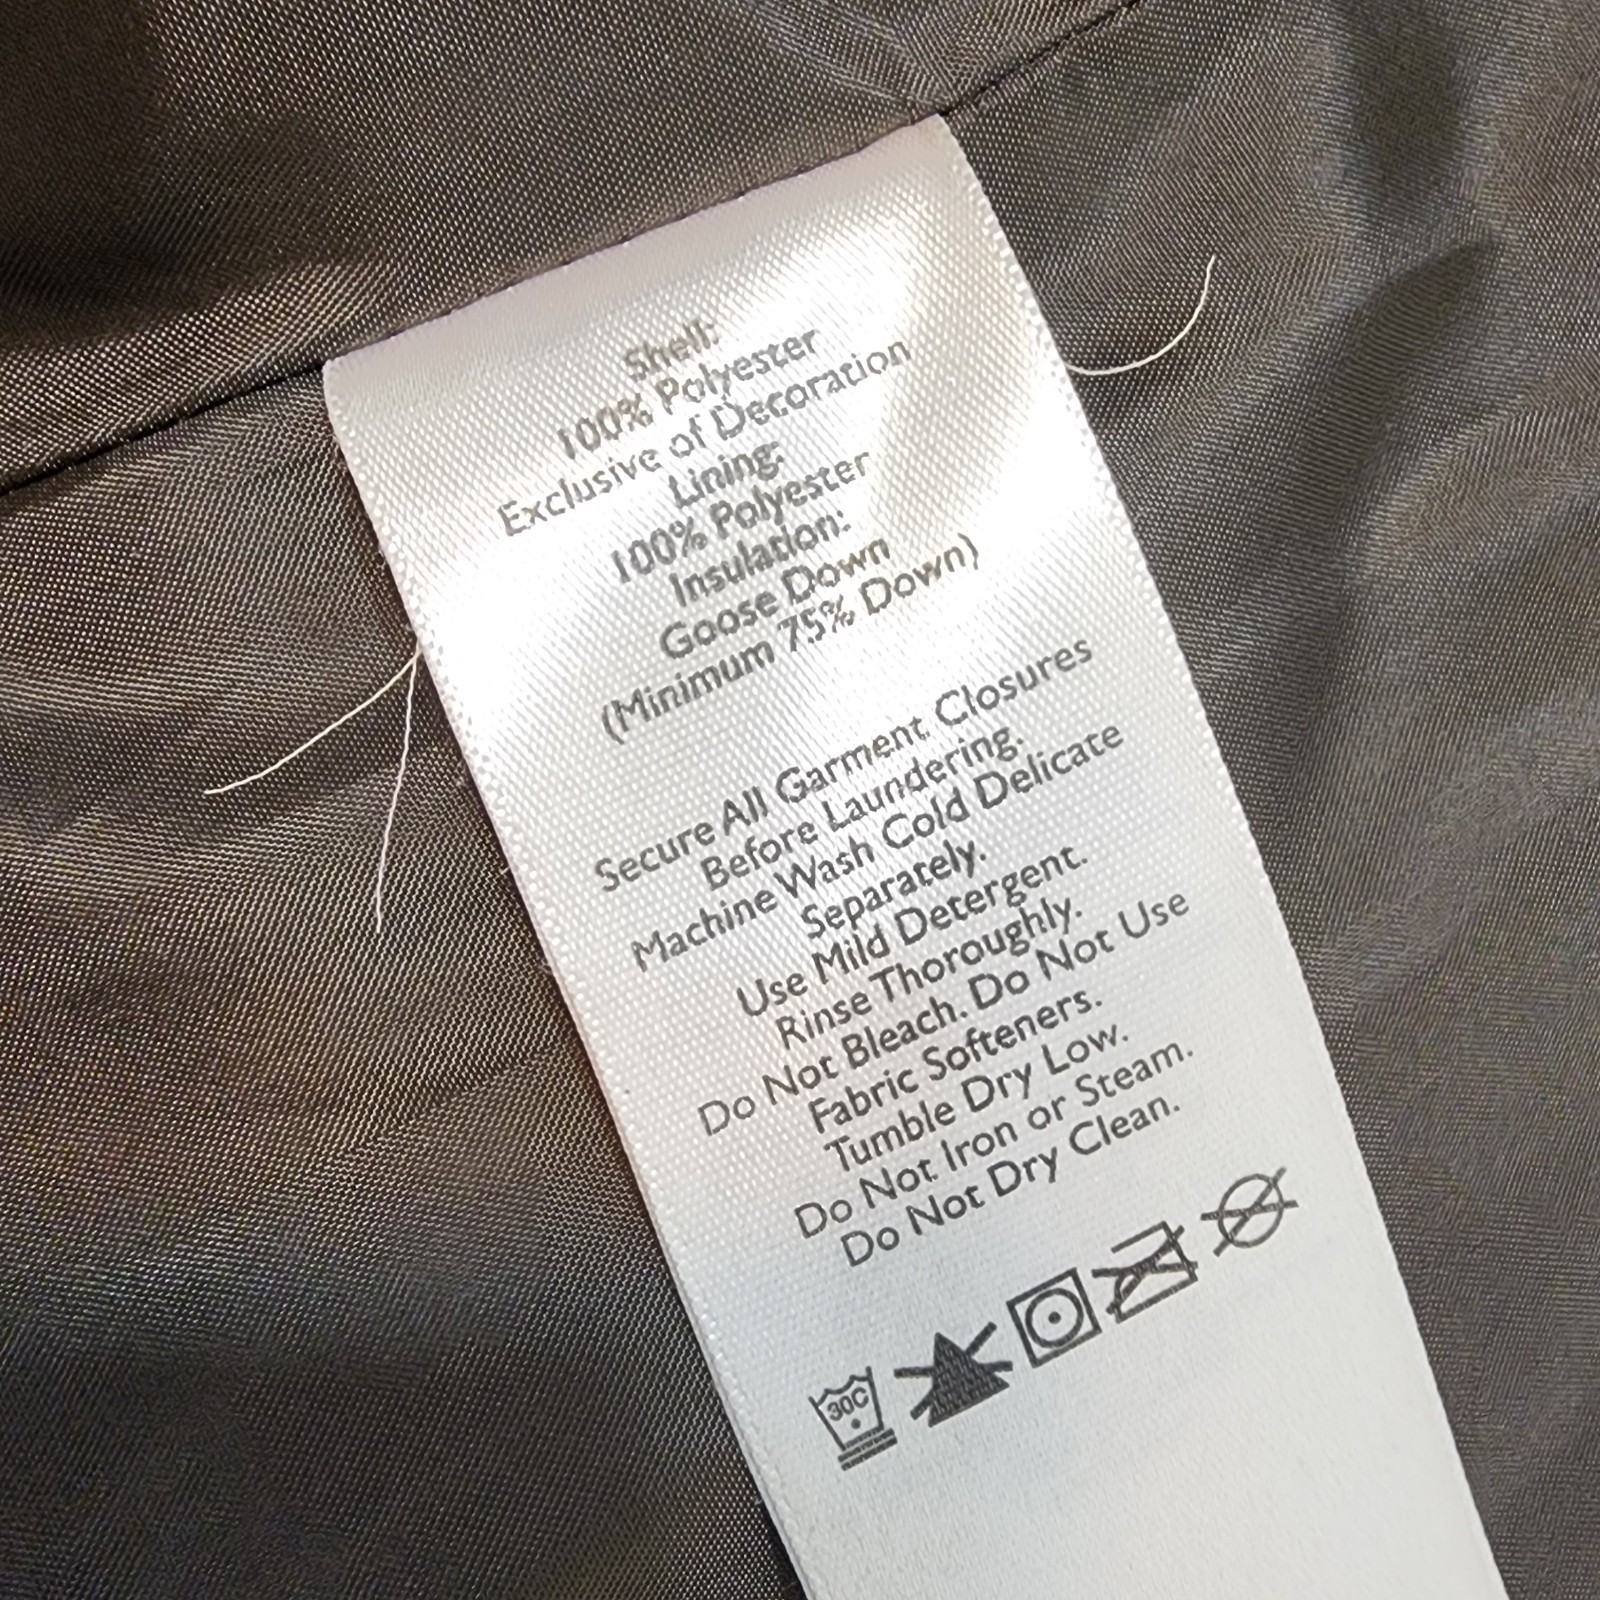 Shell:
100% Polyester
Exclusive of Decoration
Lining:
100% Polyester
Insulation:
Goose Down
(Minimum 75% Down)
Secure All Garment Closures
Before Laundering.
Machine Wash Cold Delicate
Separately.
Use Mild Detergent.
Rinse Thoroughly.
Do Not Bleach. Do Not Use
Fabric Softeners.
Tumble Dry Low.
Do Not Iron or Steam.
Do Not Dry Clean.
30C